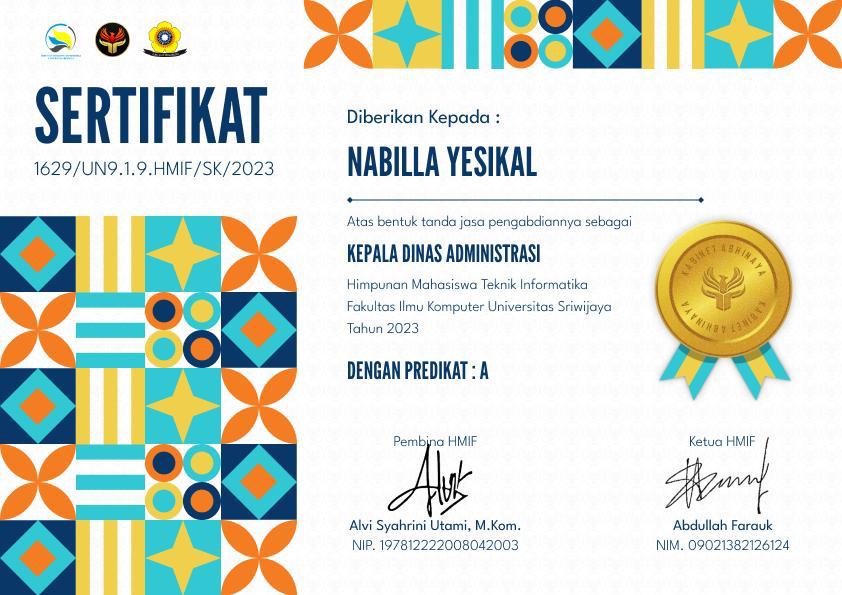 SERTIFIKAT
1629/UN9.1.9.HMIF/SK/2023
Diberikan Kepada :
NABILLA YESIKAL
Atas bentuk tanda jasa pengabdiannya sebagai
KEPALA DINAS ADMINISTRASI
Himpunan Mahasiswa Teknik Informatika
Fakultas Ilmu Komputer Universitas Sriwijaya
Tahun 2023
DENGAN PREDIKAT : A
KABINET ABHINAYA
KABINET ABHINAYA
Pembina HMIF
Alvi Syahrini Utami, M.Kom.
NIP. 197812222008042003
Ketua HMIF
Abdullah Farauk
NIM. 09021382126124